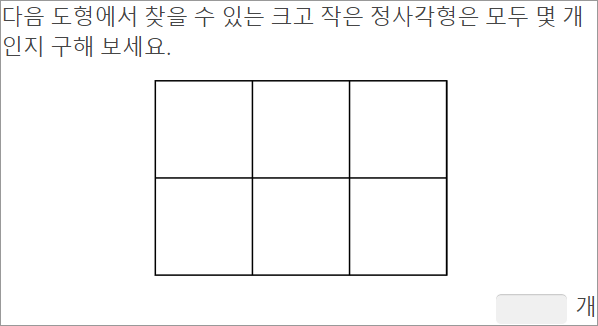 다음 도형에서 찾을 수 있는 크고 작은 정사각형은 모두 몇 개
인지 구해 보세요.
개